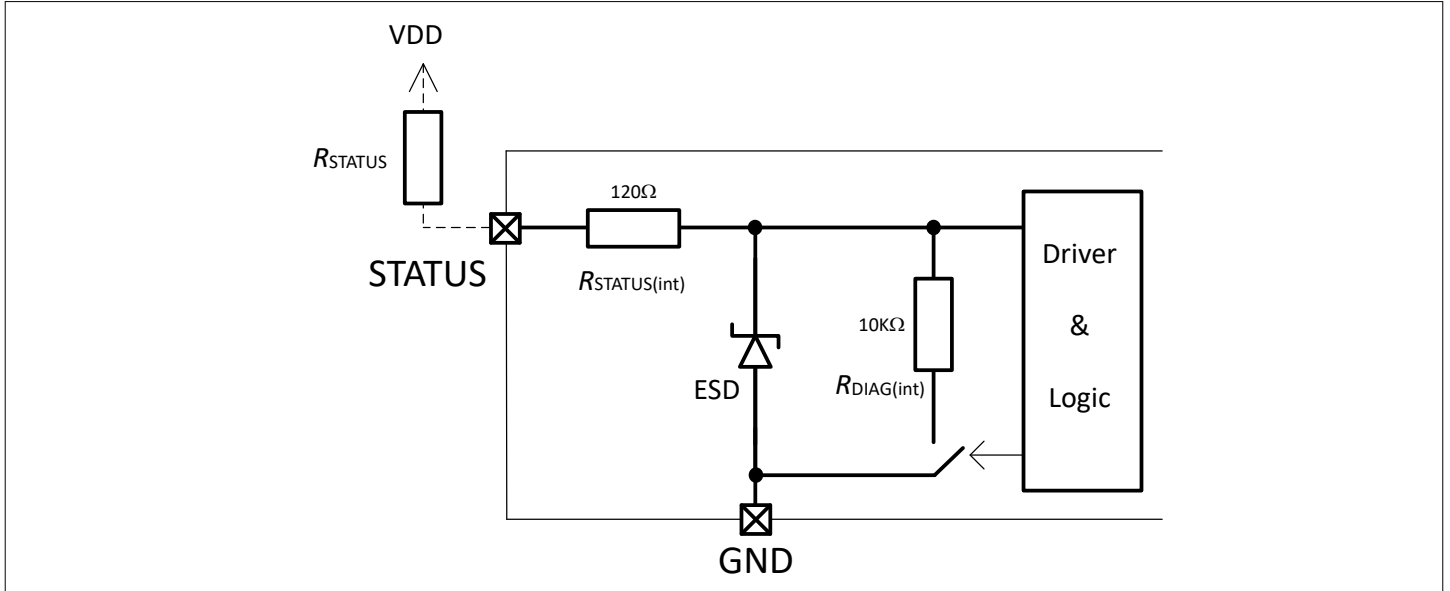 VDD
RSTATUS
120Ω
STATUS
RSTATUS(int)
Driver
&
Logic
10KΩ
RDIAG(int)
ESD
GND